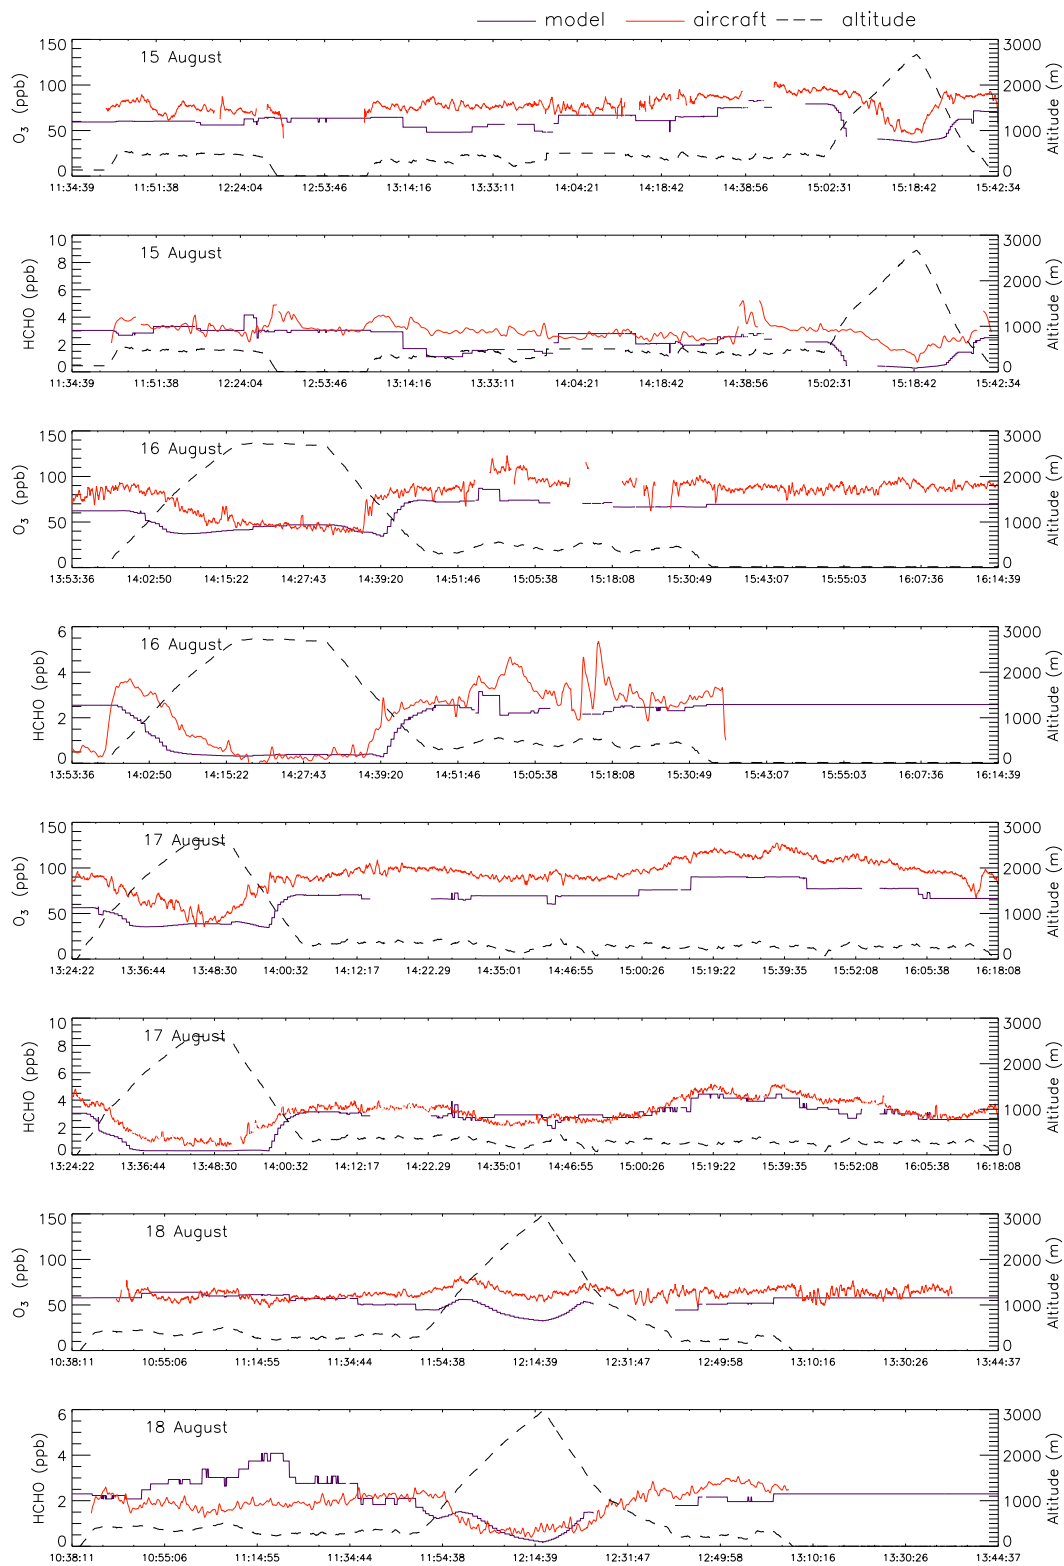 model aircraft altitude
15 August
O3 (ppb)
150
100
50
0
3000
2000
1000
0
Altitude (m)
11:34:39 11:51:38 12:24:04 12:53:46 13:14:16 13:33:11 14:04:21 14:18:42 14:38:56 15:02:31 15:18:42 15:42:34
15 August
HCHO (ppb)
10
8
6
4
2
0
3000
2000
1000
0
Altitude (m)
11:34:39 11:51:38 12:24:04 12:53:46 13:14:16 13:33:11 14:04:21 14:18:42 14:38:56 15:02:31 15:18:42 15:42:34
16 August
O3 (ppb)
150
100
50
0
3000
2000
1000
0
Altitude (m)
13:53:36 14:02:50 14:15:22 14:27:43 14:39:20 14:51:46 15:05:38 15:18:08 15:30:49 15:43:07 15:55:03 16:07:36 16:14:39
16 August
HCHO (ppb)
6
4
2
0
3000
2000
1000
0
Altitude (m)
13:53:36 14:02:50 14:15:22 14:27:43 14:39:20 14:51:46 15:05:38 15:18:08 15:30:49 15:43:07 15:55:03 16:07:36 16:14:39
17 August
O3 (ppb)
150
100
50
0
3000
2000
1000
0
Altitude (m)
13:24:22 13:36:44 13:48:30 14:00:32 14:12:17 14:22:29 14:35:01 14:46:55 15:00:26 15:19:22 15:39:35 15:52:08 16:05:38 16:18:08
17 August
HCHO (ppb)
10
8
6
4
2
0
3000
2000
1000
0
Altitude (m)
13:24:22 13:36:44 13:48:30 14:00:32 14:12:17 14:22:29 14:35:01 14:46:55 15:00:26 15:19:22 15:39:35 15:52:08 16:05:38 16:18:08
18 August
O3 (ppb)
150
100
50
0
3000
2000
1000
0
Altitude (m)
10:38:11 10:55:06 11:14:55 11:34:44 11:54:38 12:14:39 12:31:47 12:49:58 13:10:16 13:30:26 13:44:37
18 August
HCHO (ppb)
6
4
2
0
3000
2000
1000
0
Altitude (m)
10:38:11 10:55:06 11:14:55 11:34:44 11:54:38 12:14:39 12:31:47 12:49:58 13:10:16 13:30:26 13:44:37